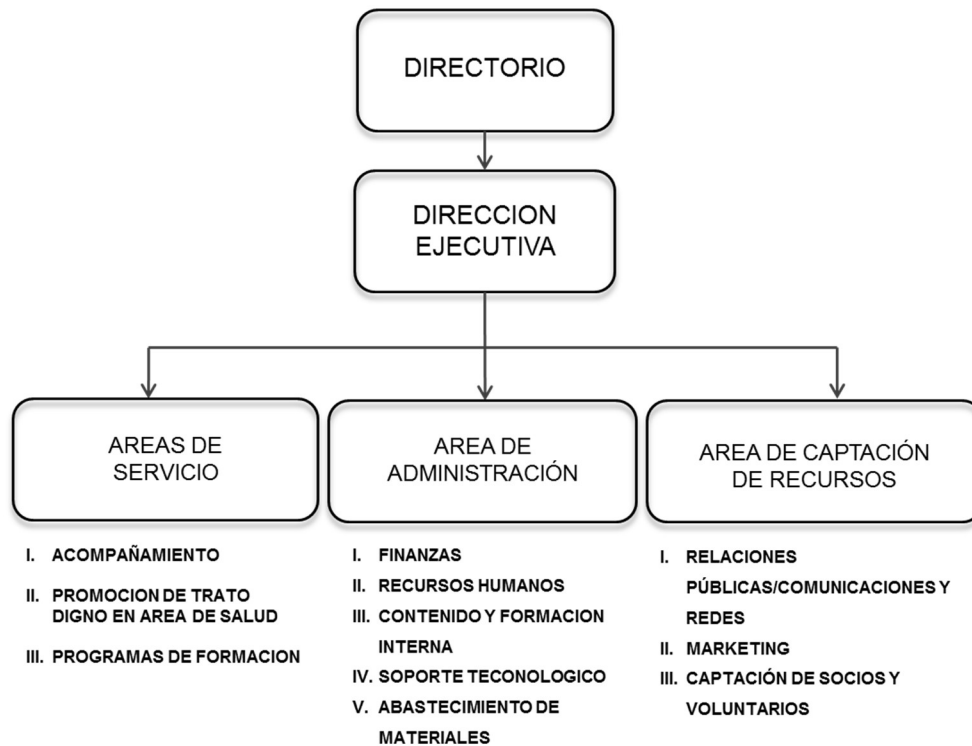 DIRECTORIO
DIRECCION
EJECUTIVA
AREAS DE
SERVICIO
I. ACOMPAÑAMIENTO
II. PROMOCION DE TRATO
DIGNO EN AREA DE SALUD
III. PROGRAMAS DE FORMACION
AREA DE
ADMINISTRACIÓN
I. FINANZAS
II. RECURSOS HUMANOS
III. CONTENIDO Y FORMACION
INTERNA
IV. SOPORTE TECONOLOGICO
V. ABASTECIMIENTO DE
MATERIALES
AREA DE CAPTACIÓN
DE RECURSOS
I. RELACIONES
PÚBLICAS/COMUNICACIONES Y
REDES
II. MARKETING
III. CAPTACIÓN DE SOCIOS Y
VOLUNTARIOS